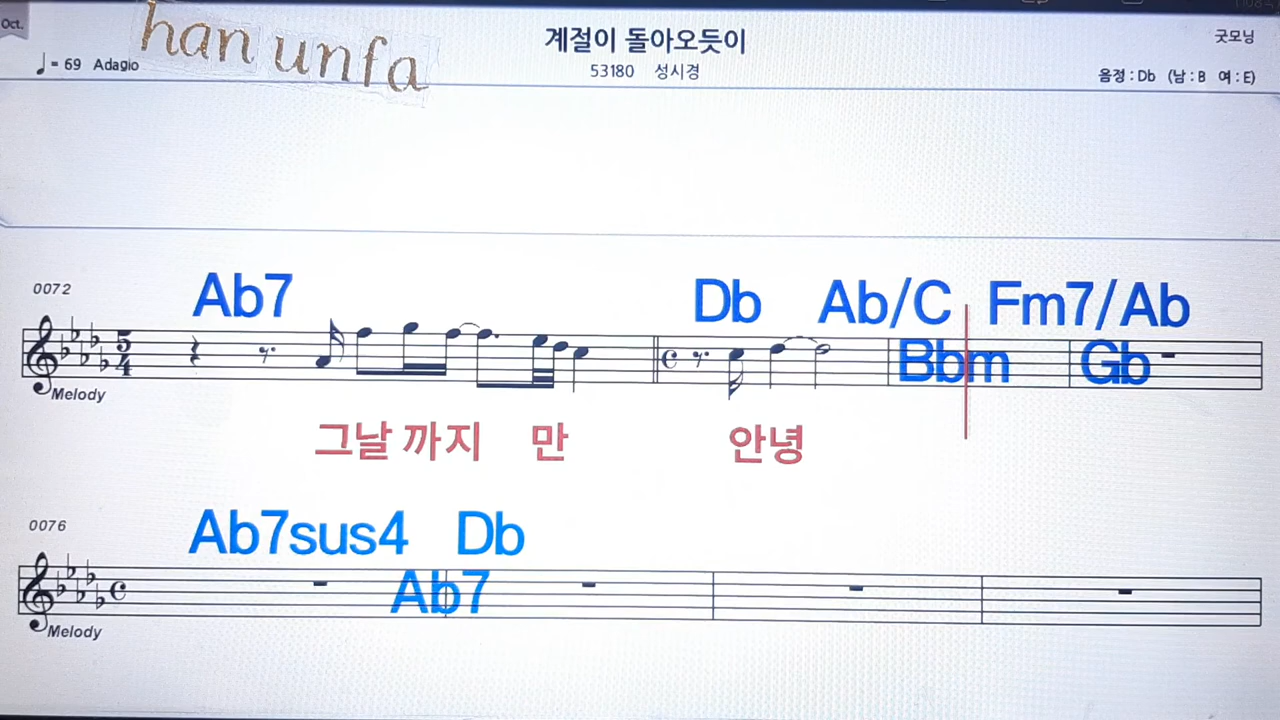 Oct.
han unfa
계절이 돌아오듯이
굿모닝
♩= 69 Adagio
53180 성시경
음정 : Db (남 : B 여 : E)
0072
Ab7 Db Ab/C Fm7/Ab
5
4
Bbm Gb
Melody
그날 까지 만 안녕
0076
Ab7sus4 Db
Ab7
Melody